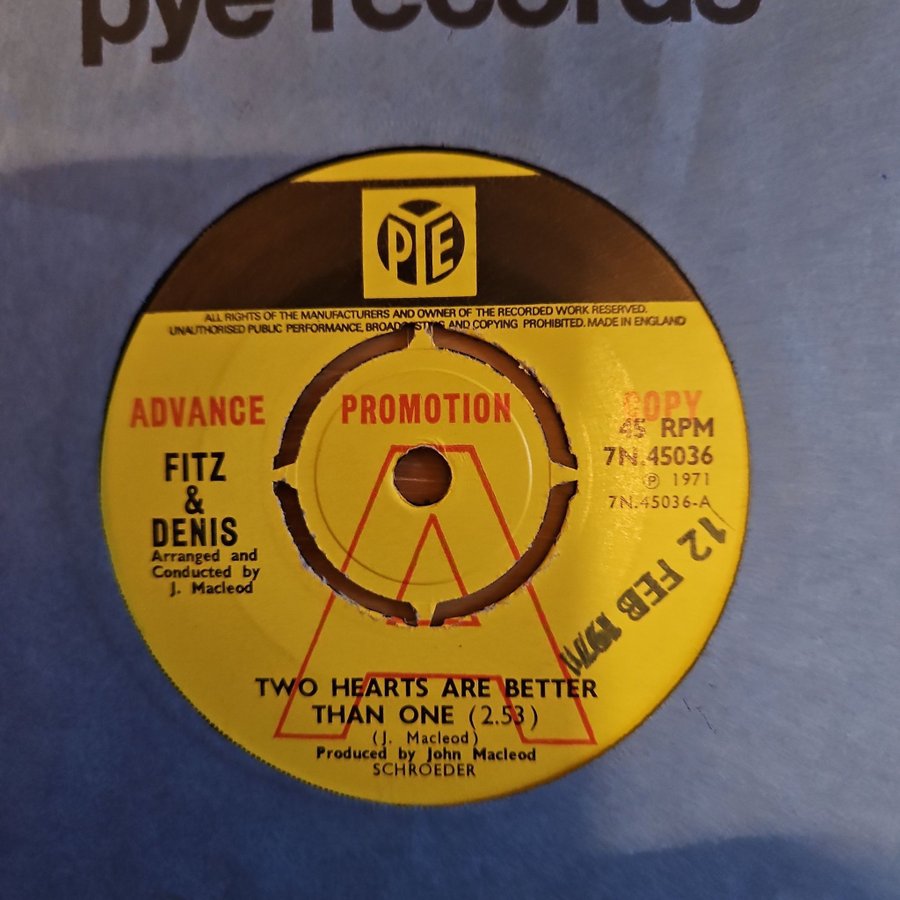 pye records
PYE
ALL RIGHTS OF THE MANUFACTURERS AND OWNER OF THE RECORDED WORK RESERVED.
UNAUTHORISED PUBLIC PERFORMANCE, BROADCASTING AND COPYING PROHIBITED. MADE IN ENGLAND
ADVANCE PROMOTION COPY
45 RPM
7N.45036
℗ 1971
7N.45036-A
FITZ
&
DENIS
Arranged and
Conducted by
J. Macleod
A
12 FEB 1971
TWO HEARTS ARE BETTER
THAN ONE (2.53)
(J. Macleod)
Produced by John Macleod
SCHROEDER